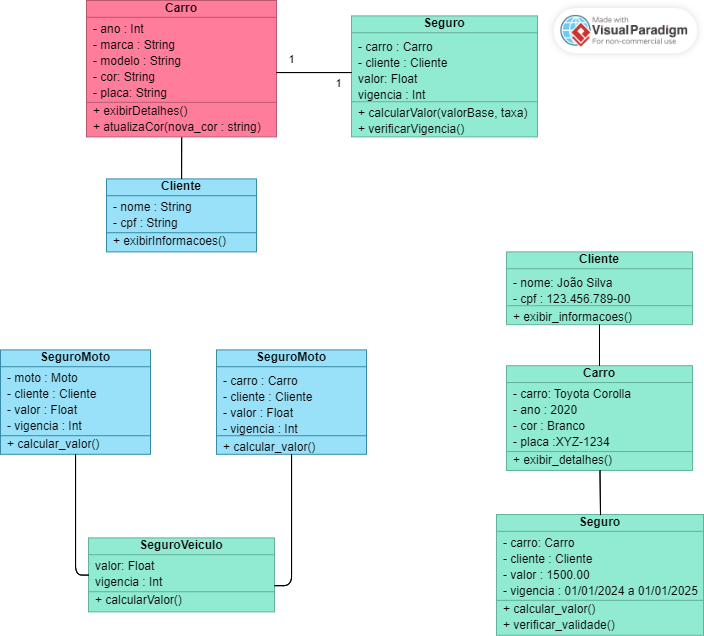 Carro
- ano : Int
- marca : String
- modelo : String
- cor: String
- placa: String
+ exibirDetalhes()
+ atualizaCor(nova_cor : string)
1
1
Seguro
- carro : Carro
- cliente : Cliente
valor: Float
vigencia : Int
+ calcularValor(valorBase, taxa)
+ verificarVigencia()
Made with
VisualParadigm
For non-commercial use
Cliente
- nome : String
- cpf : String
+ exibirInformacoes()
Cliente
- nome: João Silva
- cpf : 123.456.789-00
+ exibir_informacoes()
SeguroMoto
- moto : Moto
- cliente : Cliente
- valor : Float
- vigencia : Int
+ calcular_valor()
SeguroMoto
- carro : Carro
- cliente : Cliente
- valor : Float
- vigencia : Int
+ calcular_valor()
Carro
- carro: Toyota Corolla
- ano : 2020
- cor : Branco
- placa :XYZ-1234
+ exibir_detalhes()
SeguroVeiculo
valor: Float
vigencia : Int
+ calcularValor()
Seguro
- carro: Carro
- cliente : Cliente
- valor : 1500.00
- vigencia : 01/01/2024 a 01/01/2025
+ calcular_valor()
+ verificar_validade()